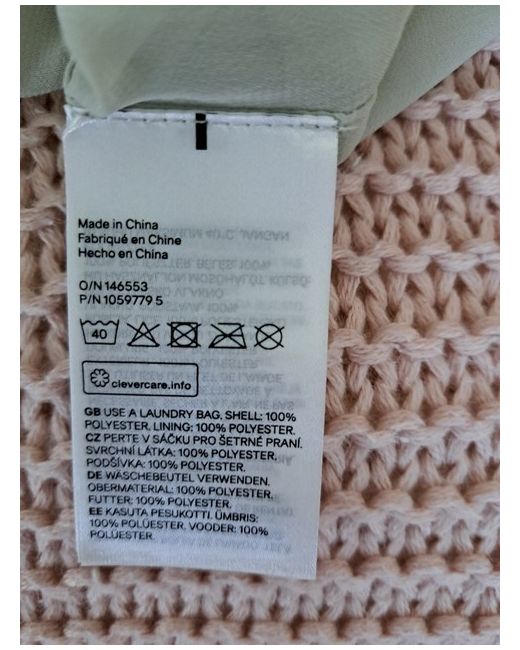 Made in China
Fabriqué en Chine
Hecho en China
O/N 146553
P/N 1059779 5
40
clevercare.info
GB USE A LAUNDRY BAG. SHELL: 100%
POLYESTER. LINING: 100% POLYESTER.
CZ PERTE V SÁČKU PRO ŠETRNÉ PRANÍ.
SVRCHNÍ LÁTKA: 100% POLYESTER.
PODŠÍVKA: 100% POLYESTER.
DE WÄSCHEBEUTEL VERWENDEN.
OBERMATERIAL: 100% POLYESTER.
FUTTER: 100% POLYESTER.
EE KASUTA PESUKOTTI. ÜMBRIS:
100% POLÜESTER. VOODER: 100%
POLÜESTER.